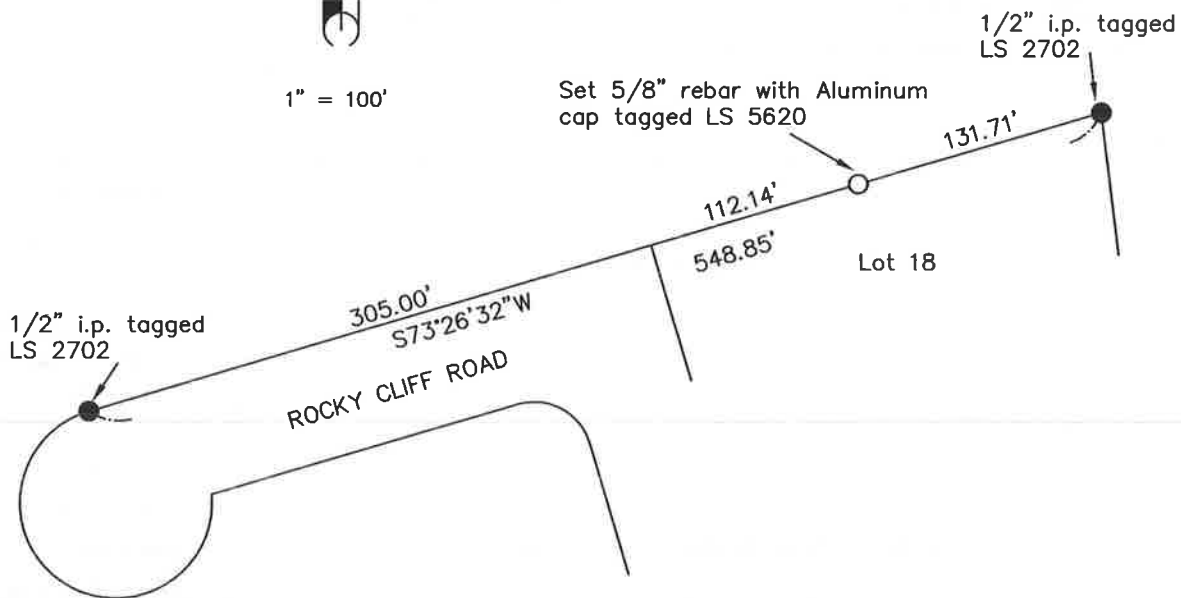 1/2" i.p. tagged
LS 2702
1" = 100'
Set 5/8" rebar with Aluminum
cap tagged LS 5620
131.71'
112.14'
548.85'
Lot 18
305.00'
S73°26'32"W
1/2" i.p. tagged
LS 2702
ROCKY CLIFF ROAD